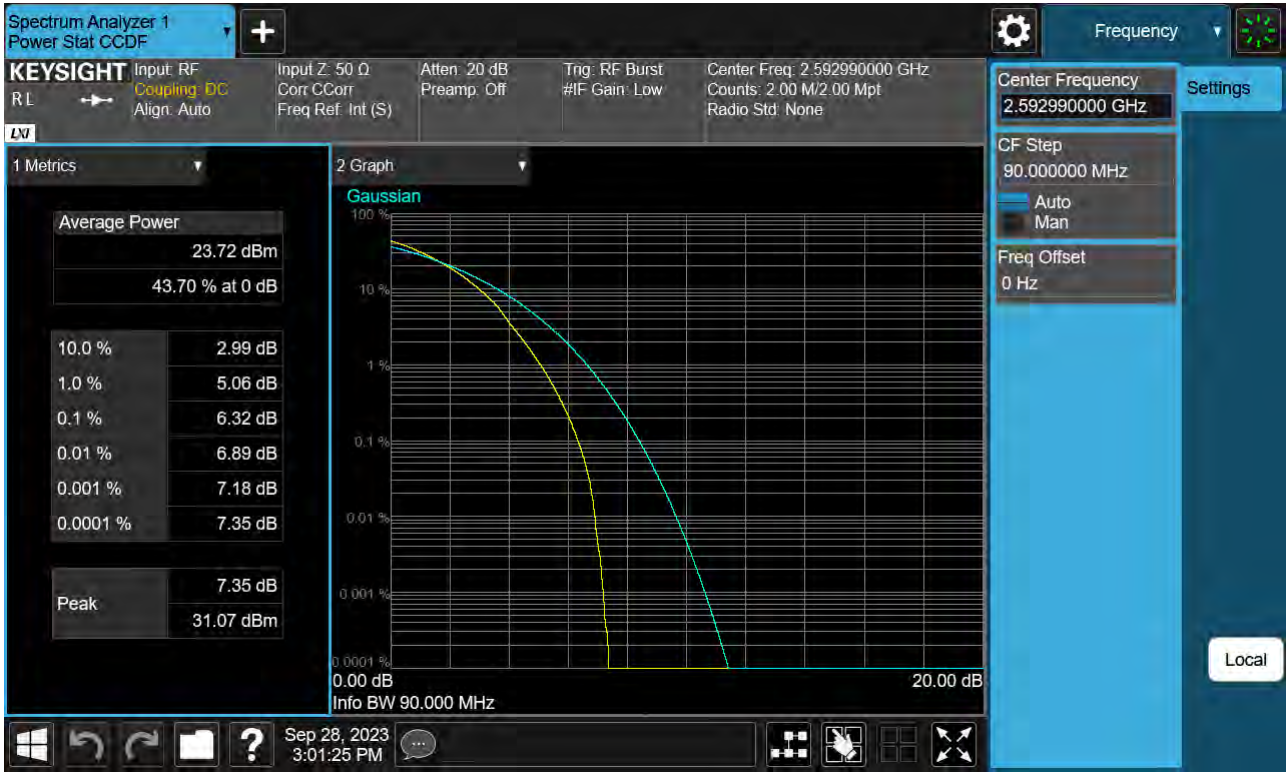 Spectrum Analyzer 1
Power Stat CCDF
Frequency
KEYSIGHT
R L
LXI
Input: RF
Coupling: DC
Align: Auto
Input Z: 50 Ω
Corr CCorr
Freq Ref: Int (S)
Atten: 20 dB
Preamp: Off
Trig: RF Burst
#IF Gain: Low
Center Freq: 2.592990000 GHz
Counts: 2.00 M/2.00 Mpt
Radio Std: None
Center Frequency
2.592990000 GHz
Settings
CF Step
90.000000 MHz
Auto
Man
Freq Offset
0 Hz
Local
1 Metrics
Average Power
23.72 dBm
43.70 % at 0 dB
10.0 % 2.99 dB
1.0 % 5.06 dB
0.1 % 6.32 dB
0.01 % 6.89 dB
0.001 % 7.18 dB
0.0001 % 7.35 dB
Peak
7.35 dB
31.07 dBm
2 Graph
Gaussian
100 %
10 %
1 %
0.1 %
0.01 %
0.001 %
0.0001 %
0.00 dB 20.00 dB
Info BW 90.000 MHz
Sep 28, 2023
3:01:25 PM